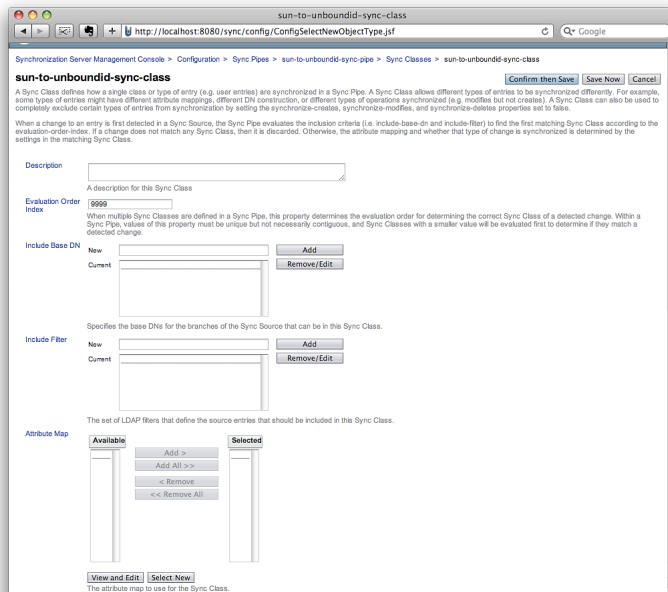 sun-to-unboundid-sync-class
http://localhost:8080/sync/config/ConfigSelectNewObjectType.jsf
Google
Synchronization Server Management Console > Configuration > Sync Pipes > sun-to-unboundid-sync-pipe > Sync Classes > sun-to-unboundid-sync-class
sun-to-unboundid-sync-class
Confirm then Save Save Now Cancel
A Sync Class defines how a single class or type of entry (e.g. user entries) are synchronized in a Sync Pipe. A Sync Class allows different types of entries to be synchronized differently. For example,
some types of entries might have different attribute mappings, different DN construction, or different types of operations synchronized (e.g. modifies but not creates). A Sync Class can also be used to
completely exclude certain types of entries from synchronization by setting the synchronize-creates, synchronize-modifies, and synchronize-deletes properties set to false.
When a change to an entry is first detected in a Sync Source, the Sync Pipe evaluates the inclusion criteria (i.e. include-base-dn and include-filter) to find the first matching Sync Class according to the
evaluation-order-index. If a change does not match any Sync Class, then it is discarded. Otherwise, the attribute mapping and whether that type of change is synchronized is determined by the
settings in the matching Sync Class.
Description
A description for this Sync Class
Evaluation Order Index
9999
When multiple Sync Classes are defined in a Sync Pipe, this property determines the evaluation order for determining the correct Sync Class of a detected change. Within a
Sync Pipe, values of this property must be unique but not necessarily contiguous, and Sync Classes with a smaller value will be evaluated first to determine if they match a
detected change.
Include Base DN
New
Add
Current
Remove/Edit
Specifies the base DNs for the branches of the Sync Source that can be in this Sync Class.
Include Filter
New
Add
Current
Remove/Edit
The set of LDAP filters that define the source entries that should be included in this Sync Class.
Attribute Map
Available
Selected
Add >
Add All >>
< Remove
<< Remove All
View and Edit Select New
The attribute map to use for the Sync Class.